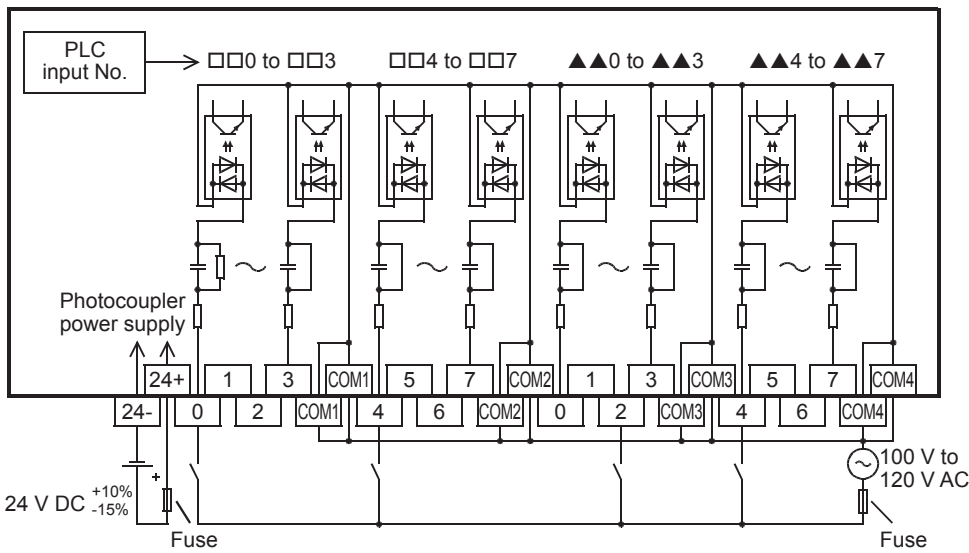 PLC
input No.
□□0 to □□3
□□4 to □□7
▲▲0 to ▲▲3
▲▲4 to ▲▲7
Photocoupler
power supply
24+ 1 3 COM1 5 7 COM2 1 3 COM3 5 7 COM4
24- 0 2 COM1 4 6 COM2 0 2 COM3 4 6 COM4
+
24 V DC +10% -15%
Fuse
100 V to
120 V AC
Fuse